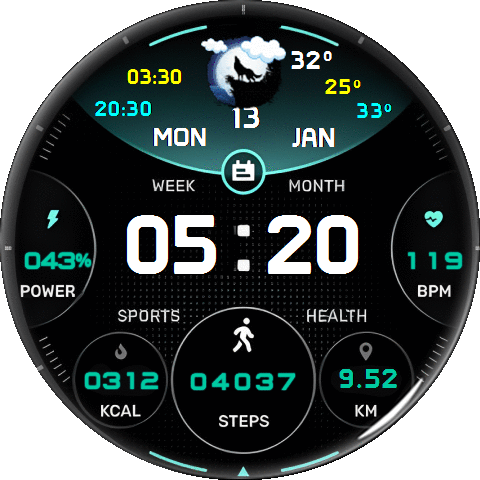 32°
03:30
25°
20:30
33°
13
MON
JAN
WEEK
MONTH
05:20
043%
119
POWER
BPM
SPORTS
HEALTH
0312
04037
9.52
KCAL
STEPS
KM